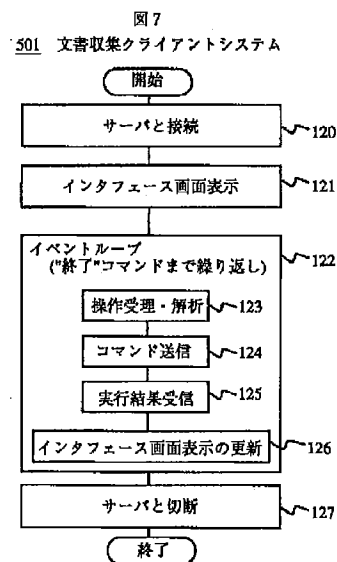 図7
501 文書収集クライアントシステム
開始
サーバと接続
120
インタフェース画面表示
121
イベントループ
("終了"コマンドまで繰り返し)
122
操作受理・解析
123
コマンド送信
124
実行結果受信
125
インタフェース画面表示の更新
126
サーバと切断
127
終了